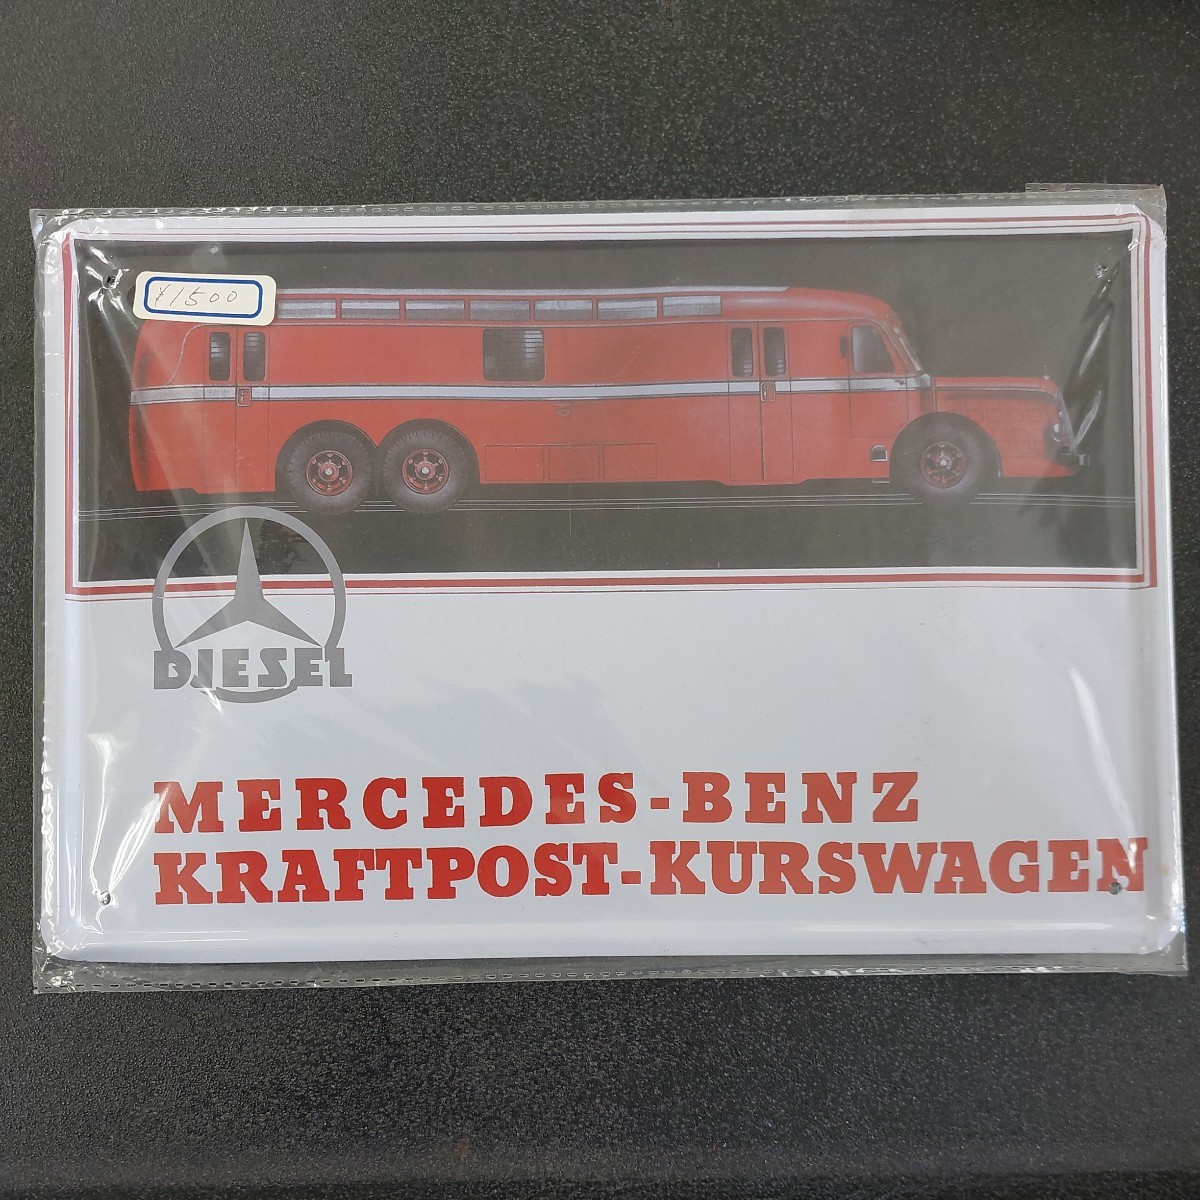 ¥1500
DIESEL
MERCEDES-BENZ
KRAFTPOST-KURSWAGEN